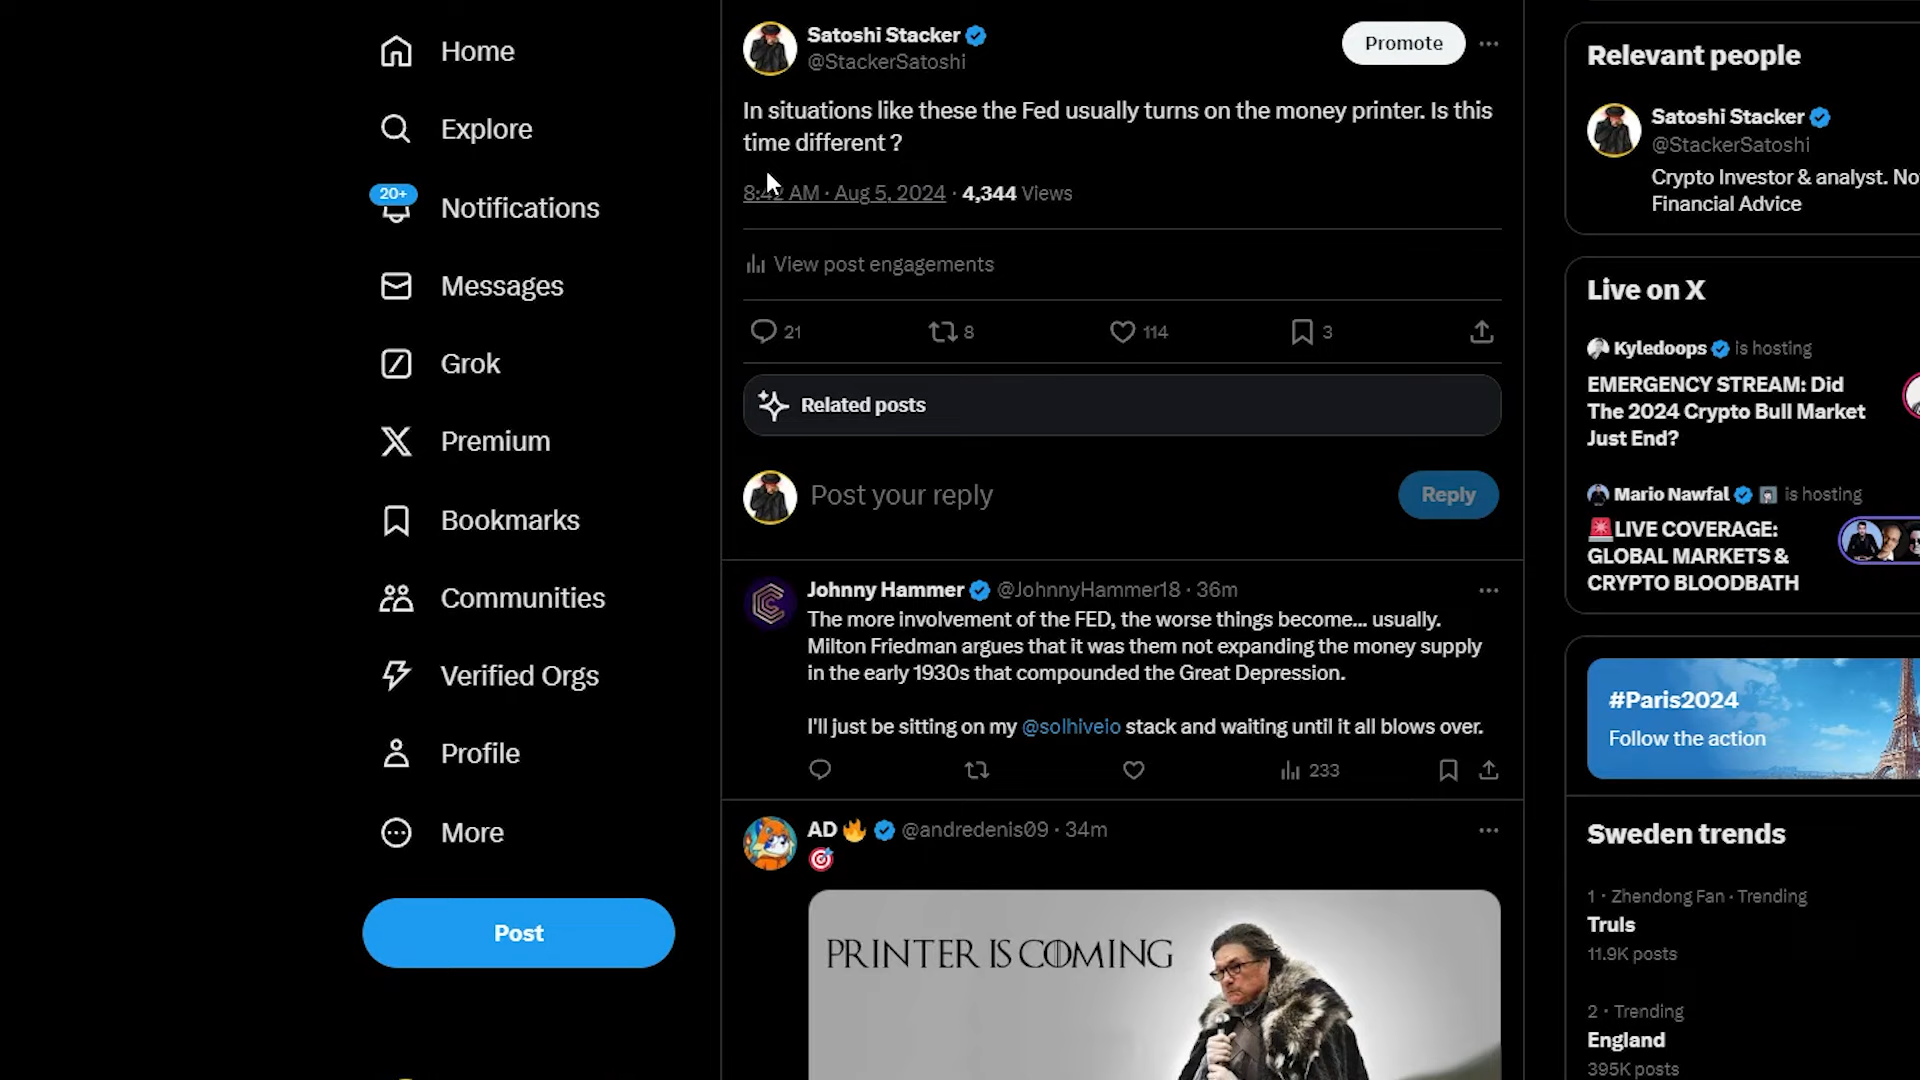 Home
Explore
20+
Notifications
Messages
Grok
Premium
Bookmarks
Communities
Verified Orgs
Profile
More
Post
Satoshi Stacker
@StackerSatoshi
Promote
In situations like these the Fed usually turns on the money printer. Is this
time different ?
8:42 AM · Aug 5, 2024 · 4,344 Views
View post engagements
21
8
114
3
Related posts
Post your reply
Reply
Johnny Hammer @JohnnyHammer18 · 36m
The more involvement of the FED, the worse things become... usually.
Milton Friedman argues that it was them not expanding the money supply
in the early 1930s that compounded the Great Depression.
I'll just be sitting on my @solhiveio stack and waiting until it all blows over.
233
AD🔥 @andredenis09 · 34m
🎯
PRINTER IS COMING
Relevant people
Satoshi Stacker
@StackerSatoshi
Crypto Investor & analyst. No
Financial Advice
Live on X
Kyledoops is hosting
EMERGENCY STREAM: Did
The 2024 Crypto Bull Market
Just End?
Mario Nawfal is hosting
🚨LIVE COVERAGE:
GLOBAL MARKETS &
CRYPTO BLOODBATH
#Paris2024
Follow the action
Sweden trends
1 · Zhendong Fan · Trending
Truls
11.9K posts
2 · Trending
England
395K posts